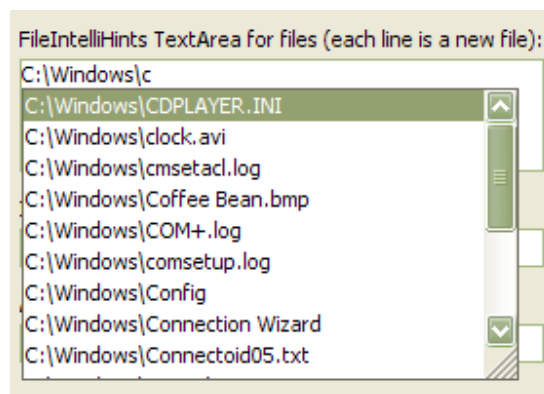 FileIntelliHints TextArea for files (each line is a new file):
C:\Windows\c
C:\Windows\CDPLAYER.INI
C:\Windows\clock.avi
C:\Windows\cmsetacl.log
C:\Windows\Coffee Bean.bmp
C:\Windows\COM+.log
C:\Windows\comsetup.log
C:\Windows\Config
C:\Windows\Connection Wizard
C:\Windows\Connectoid05.txt